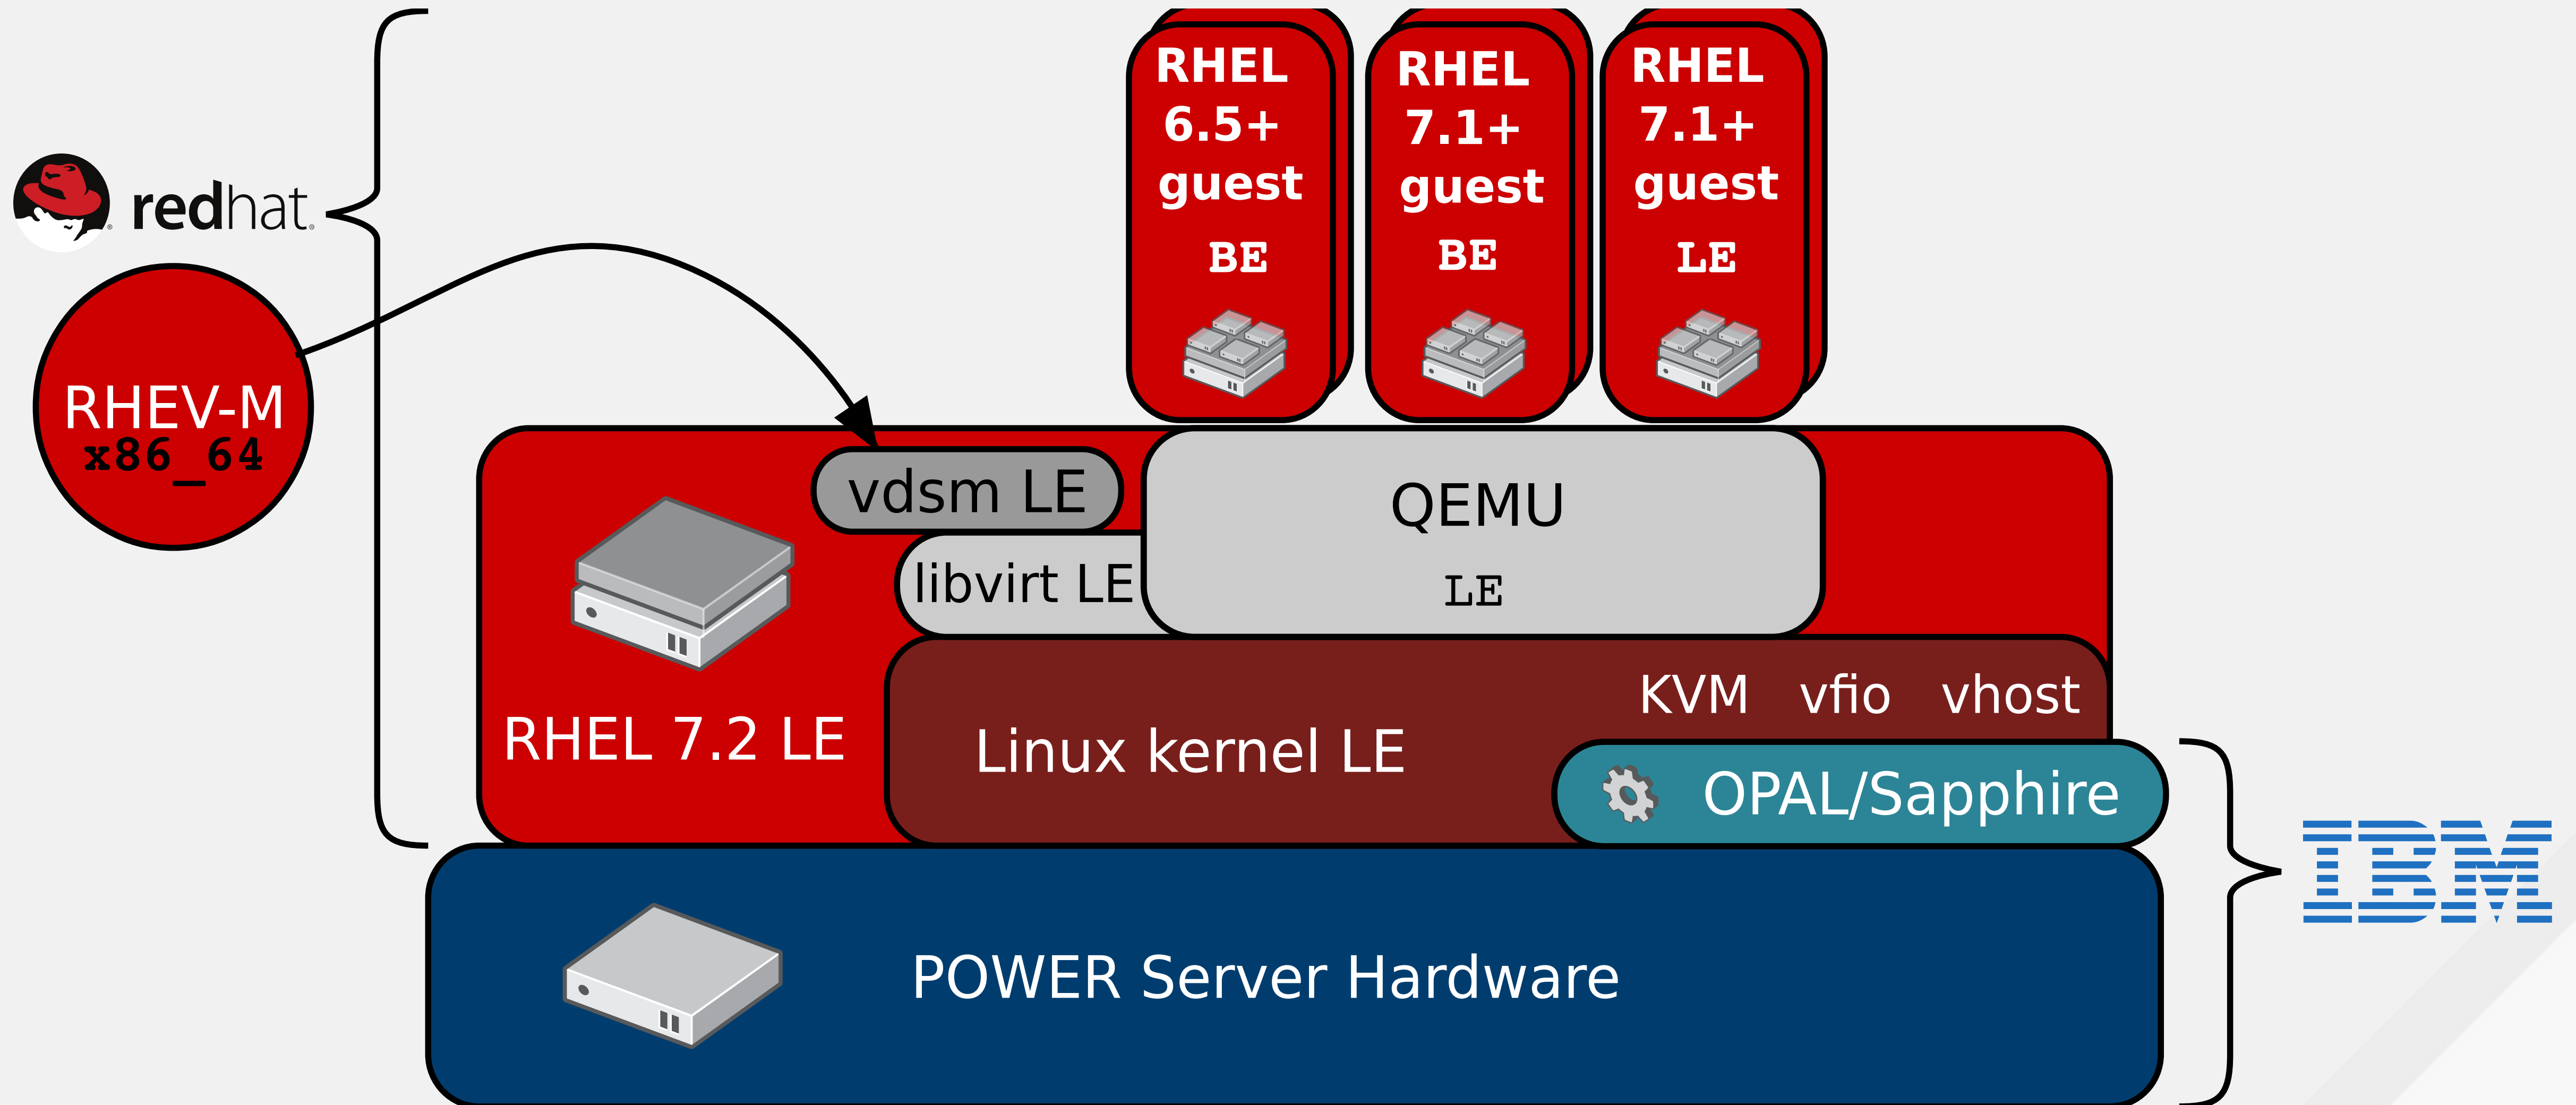 RHEL
6.5+
guest
BE
RHEL
7.1+
guest
BE
RHEL
7.1+
guest
LE
redhat.
RHEV-M
x86_64
vdsm LE
QEMU
LE
libvirt LE
KVM vfio vhost
RHEL 7.2 LE
Linux kernel LE
OPAL/Sapphire
IBM
POWER Server Hardware